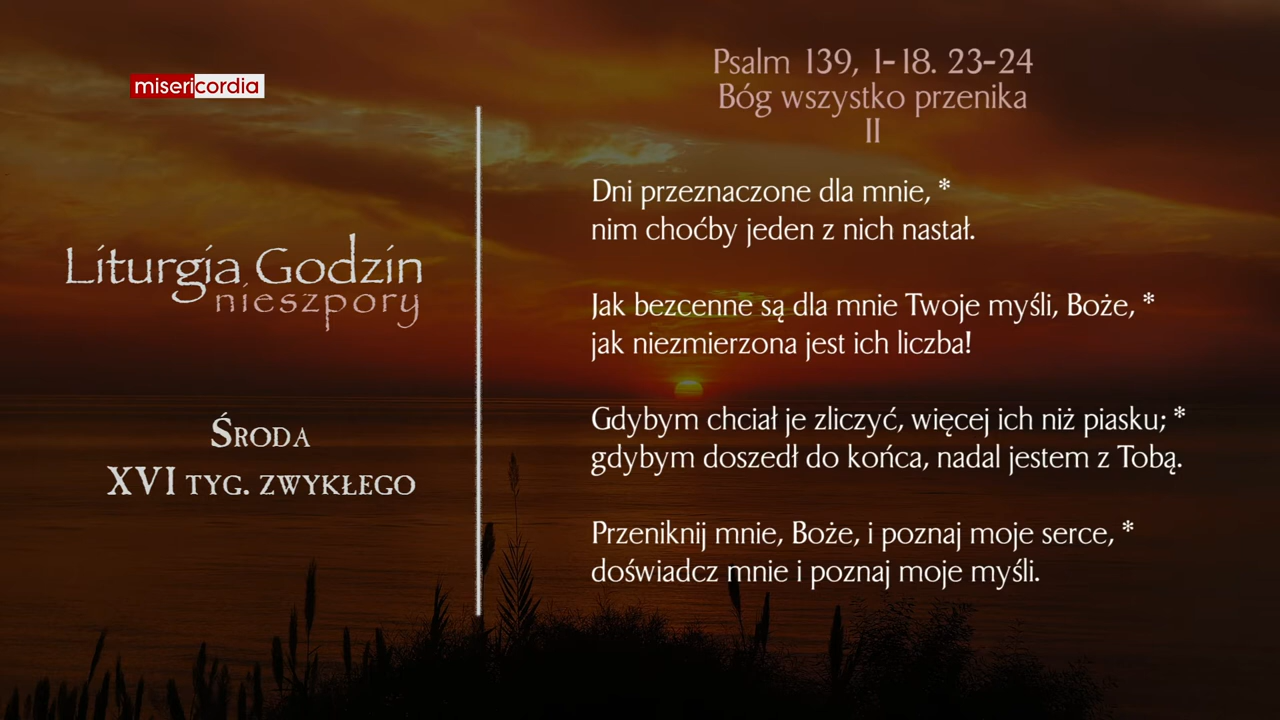 misericordia
Liturgia Godzin
nieszpory
Środa
XVI tyg. zwykłego
Psalm 139, 1-18. 23-24
Bóg wszystko przenika
II
Dni przeznaczone dla mnie, *
nim choćby jeden z nich nastał.
Jak bezcenne są dla mnie Twoje myśli, Boże, *
jak niezmierzona jest ich liczba!
Gdybym chciał je zliczyć, więcej ich niż piasku; *
gdybym doszedł do końca, nadal jestem z Tobą.
Przeniknij mnie, Boże, i poznaj moje serce, *
doświadcz mnie i poznaj moje myśli.